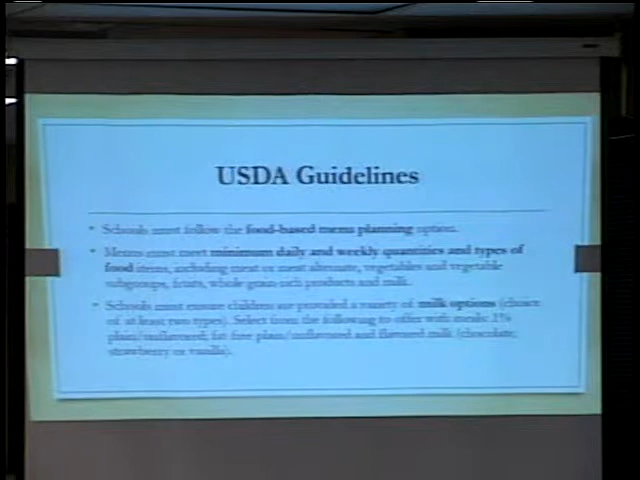 USDA Guidelines
• Schools must follow the food-based menu planning option.
• Menus must meet minimum daily and weekly quantities and types of
food items, including meat or meat alternate, vegetables and vegetable
subgroups, fruits, whole grain-rich products and milk.
• Schools must ensure children are provided a variety of milk options (choice
of at least two types). Select from the following to offer with meals: 1%
plain/unflavored; fat free plain/unflavored and flavored milk (chocolate,
strawberry or vanilla).